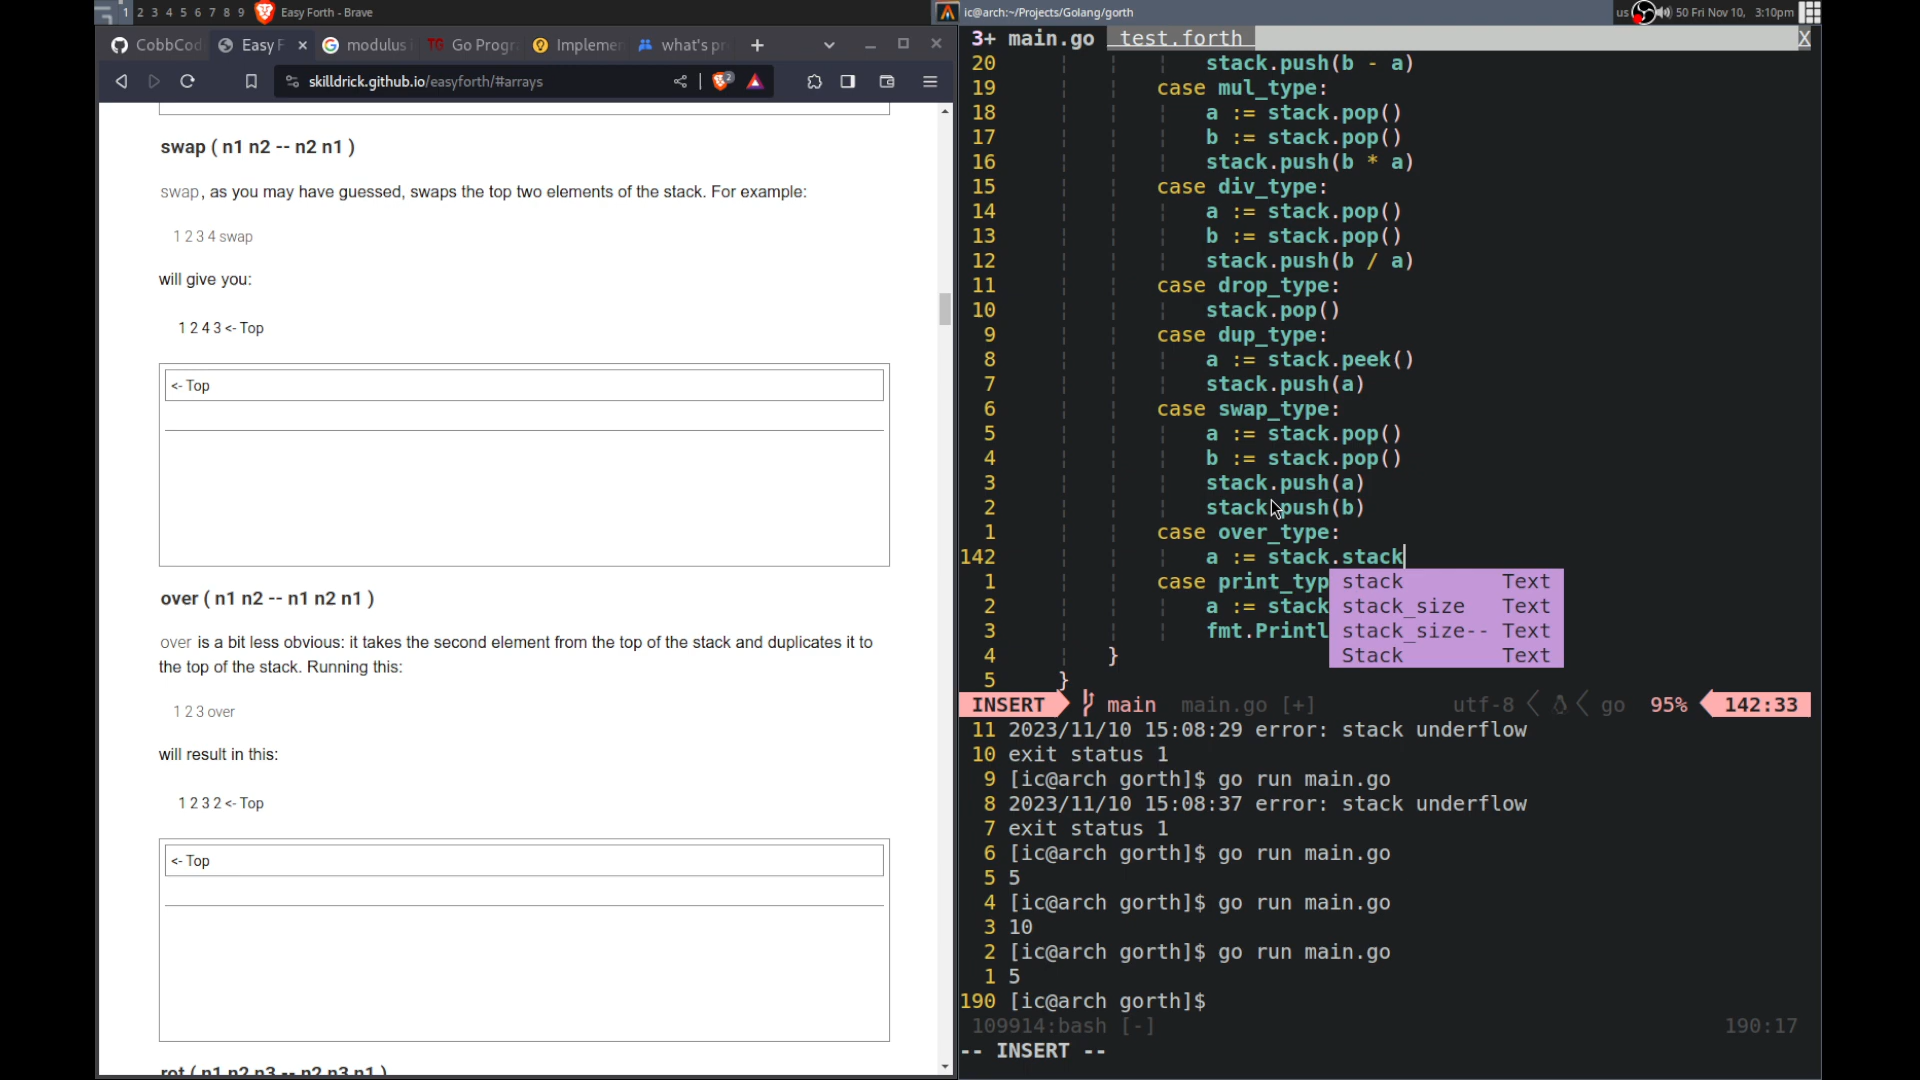 1 2 3 4 5 6 7 8 9 Easy Forth - Brave
ic@arch:~/Projects/Golang/gorth
us 50 Fri Nov 10, 3:10pm
CobbCod Easy F × modulus i TG Go Progra Implemen what's pr +
skilldrick.github.io/easyforth/#arrays
2
swap ( n1 n2 -- n2 n1 )
swap, as you may have guessed, swaps the top two elements of the stack. For example:
1 2 3 4 swap
will give you:
1 2 4 3 <- Top
<- Top
over ( n1 n2 -- n1 n2 n1 )
over is a bit less obvious: it takes the second element from the top of the stack and duplicates it to
the top of the stack. Running this:
1 2 3 over
will result in this:
1 2 3 2 <- Top
<- Top
rot ( n1 n2 n3 -- n2 n3 n1 )
3+ main.go test.forth X
20 stack.push(b - a)
19 case mul_type:
18 a := stack.pop()
17 b := stack.pop()
16 stack.push(b * a)
15 case div_type:
14 a := stack.pop()
13 b := stack.pop()
12 stack.push(b / a)
11 case drop_type:
10 stack.pop()
9 case dup_type:
8 a := stack.peek()
7 stack.push(a)
6 case swap_type:
5 a := stack.pop()
4 b := stack.pop()
3 stack.push(a)
2 stack.push(b)
1 case over_type:
142 a := stack.stack
1 case print_typ stack Text
2 a := stack stack_size Text
3 fmt.Printl stack_size-- Text
4 } Stack Text
5 }
INSERT main main.go [+] utf-8 go 95% 142:33
11 2023/11/10 15:08:29 error: stack underflow
10 exit status 1
9 [ic@arch gorth]$ go run main.go
8 2023/11/10 15:08:37 error: stack underflow
7 exit status 1
6 [ic@arch gorth]$ go run main.go
5 5
4 [ic@arch gorth]$ go run main.go
3 10
2 [ic@arch gorth]$ go run main.go
1 5
190 [ic@arch gorth]$
109914:bash [-] 190:17
-- INSERT --